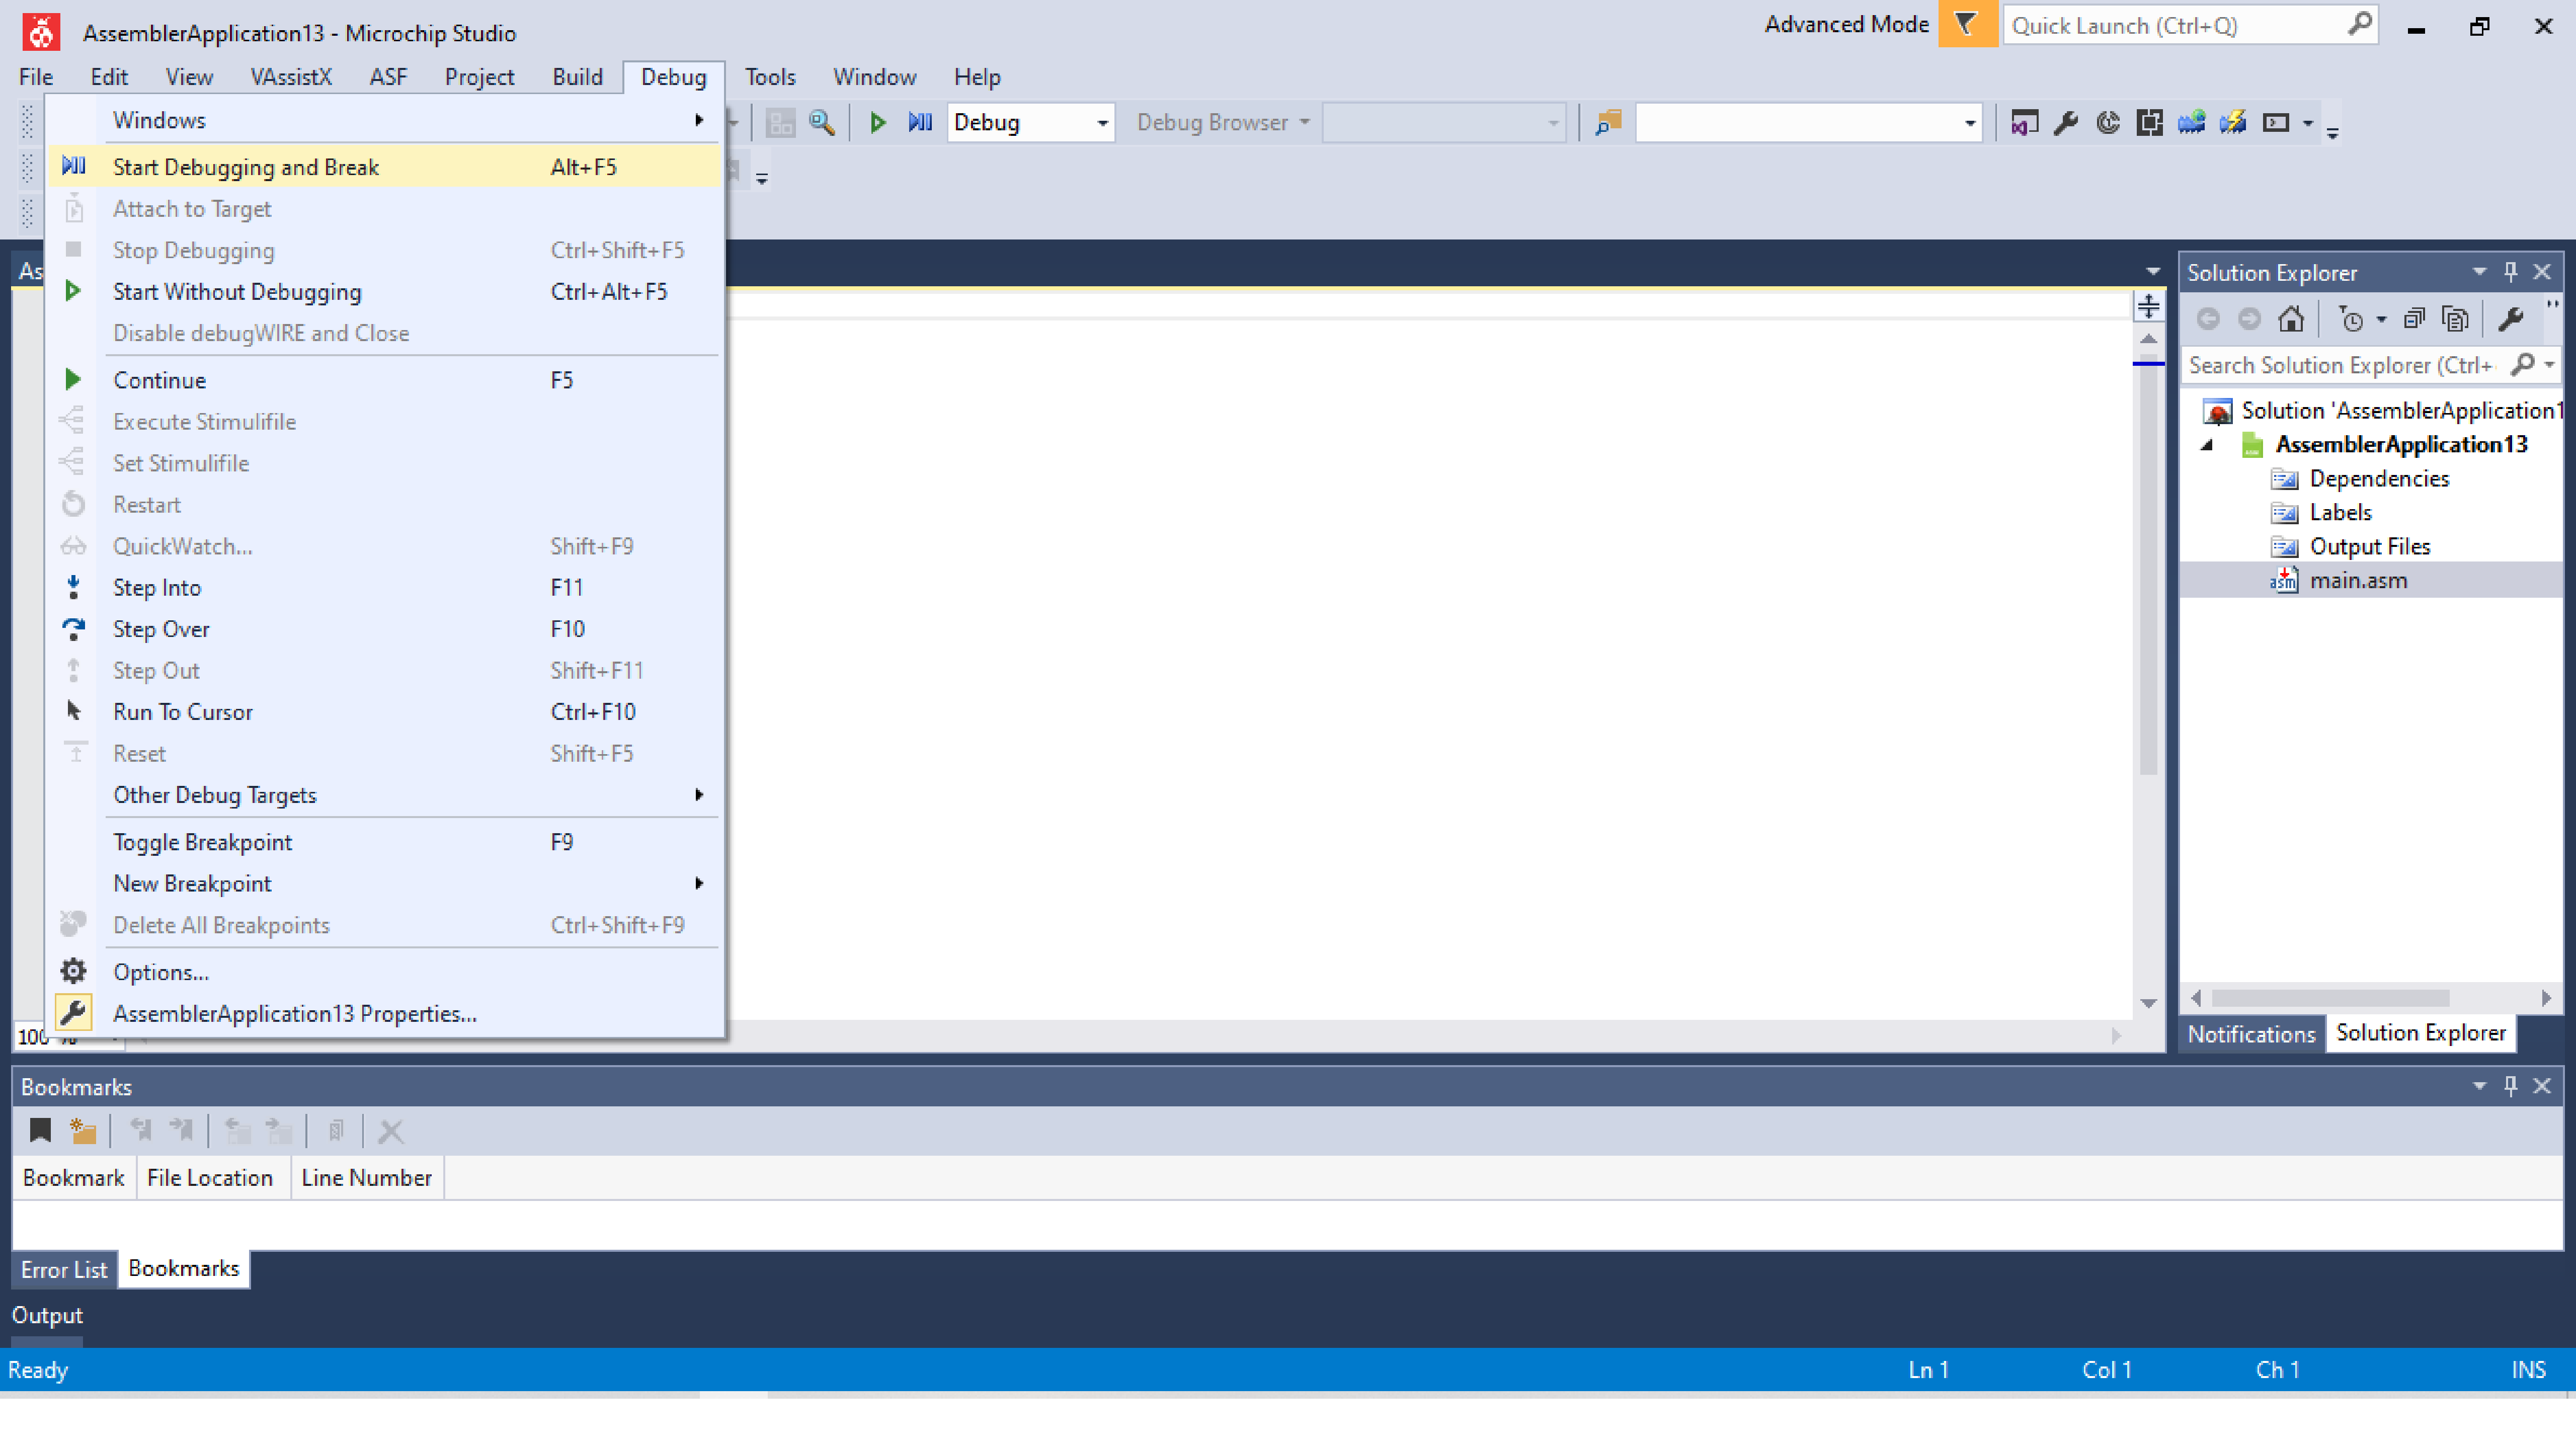 AssemblerApplication13 - Microchip Studio
Advanced Mode
Quick Launch (Ctrl+Q)
File Edit View VAssistX ASF Project Build Debug Tools Window Help
Debug
Debug Browser
Windows
Start Debugging and Break Alt+F5
Attach to Target
Stop Debugging Ctrl+Shift+F5
Start Without Debugging Ctrl+Alt+F5
Disable debugWIRE and Close
Continue F5
Execute Stimulifile
Set Stimulifile
Restart
QuickWatch... Shift+F9
Step Into F11
Step Over F10
Step Out Shift+F11
Run To Cursor Ctrl+F10
Reset Shift+F5
Other Debug Targets
Toggle Breakpoint F9
New Breakpoint
Delete All Breakpoints Ctrl+Shift+F9
Options...
AssemblerApplication13 Properties...
As
100 %
Solution Explorer
Search Solution Explorer (Ctrl+
Solution 'AssemblerApplication1
AssemblerApplication13
Dependencies
Labels
Output Files
asm main.asm
Notifications Solution Explorer
Bookmarks
Bookmark File Location Line Number
Error List Bookmarks
Output
Ready Ln 1 Col 1 Ch 1 INS